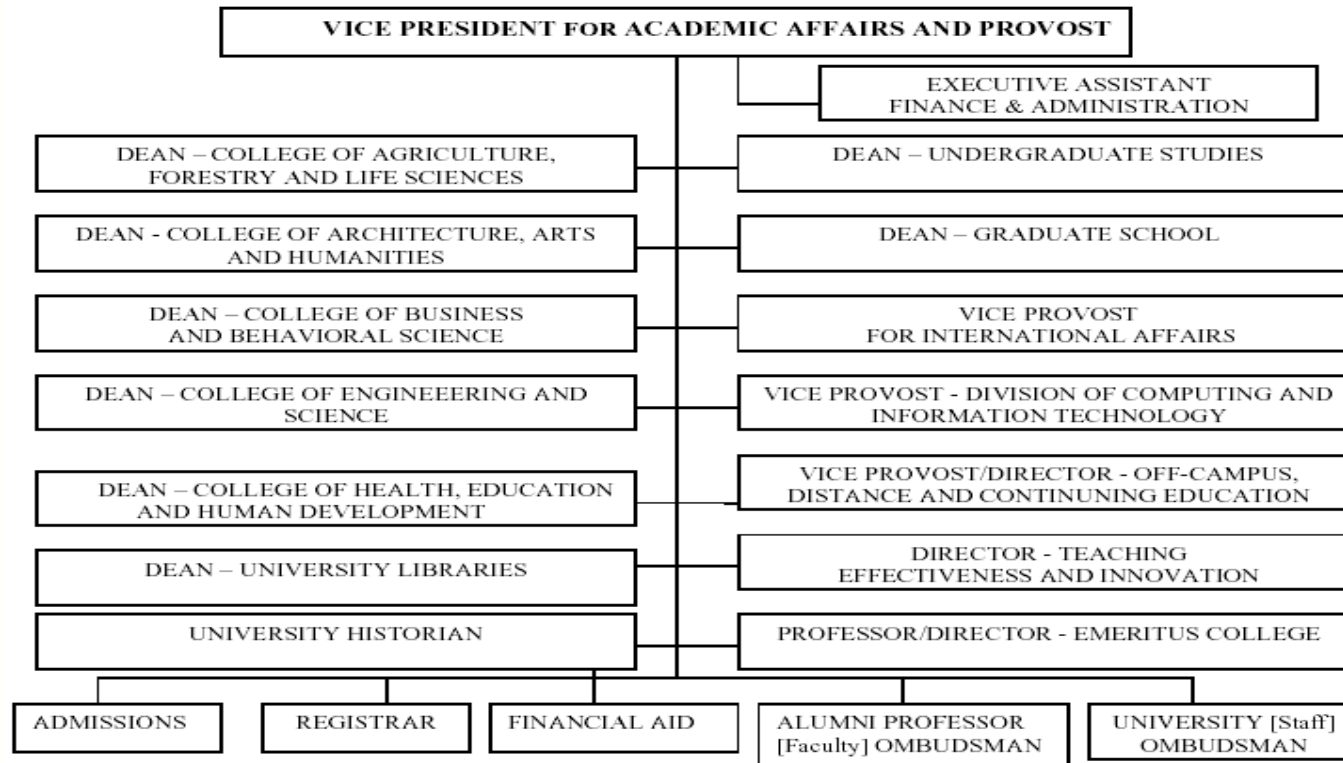 VICE PRESIDENT FOR ACADEMIC AFFAIRS AND PROVOST
EXECUTIVE ASSISTANT
FINANCE & ADMINISTRATION
DEAN – COLLEGE OF AGRICULTURE,
FORESTRY AND LIFE SCIENCES
DEAN – UNDERGRADUATE STUDIES
DEAN - COLLEGE OF ARCHITECTURE, ARTS
AND HUMANITIES
DEAN – GRADUATE SCHOOL
DEAN – COLLEGE OF BUSINESS
AND BEHAVIORAL SCIENCE
VICE PROVOST
FOR INTERNATIONAL AFFAIRS
DEAN – COLLEGE OF ENGINEEERING AND
SCIENCE
VICE PROVOST - DIVISION OF COMPUTING AND
INFORMATION TECHNOLOGY
DEAN – COLLEGE OF HEALTH, EDUCATION
AND HUMAN DEVELOPMENT
VICE PROVOST/DIRECTOR - OFF-CAMPUS,
DISTANCE AND CONTINUNING EDUCATION
DEAN – UNIVERSITY LIBRARIES
DIRECTOR - TEACHING
EFFECTIVENESS AND INNOVATION
UNIVERSITY HISTORIAN
PROFESSOR/DIRECTOR - EMERITUS COLLEGE
ADMISSIONS
REGISTRAR
FINANCIAL AID
ALUMNI PROFESSOR
[Faculty] OMBUDSMAN
UNIVERSITY [Staff]
OMBUDSMAN